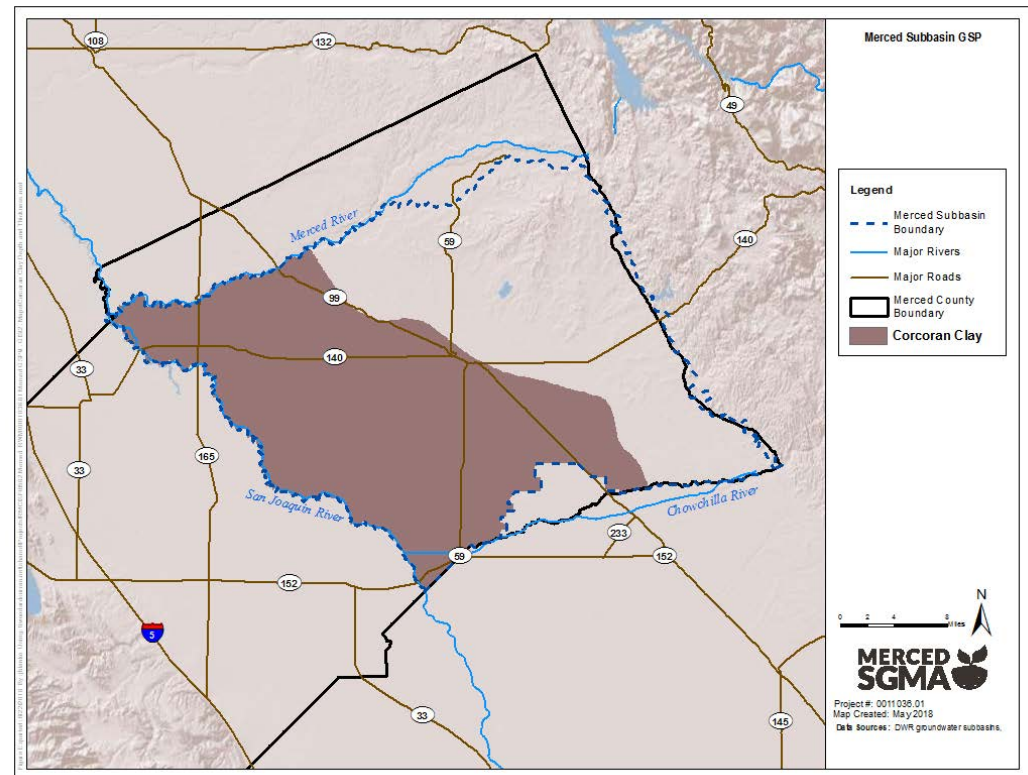 Merced Subbasin GSP
108
132
49
Merced River
59
140
99
140
33
33
165
San Joaquin River
Chowchilla River
233
59
152
152
5
33
145
Legend
Merced Subbasin
Boundary
Major Rivers
Major Roads
Merced County
Boundary
Corcoran Clay
N
0 2 4 8
Miles
MERCED
SGMA
Project #: 0011036.01
Map Created: May 2018
Data Sources: DWR groundwater subbasins,